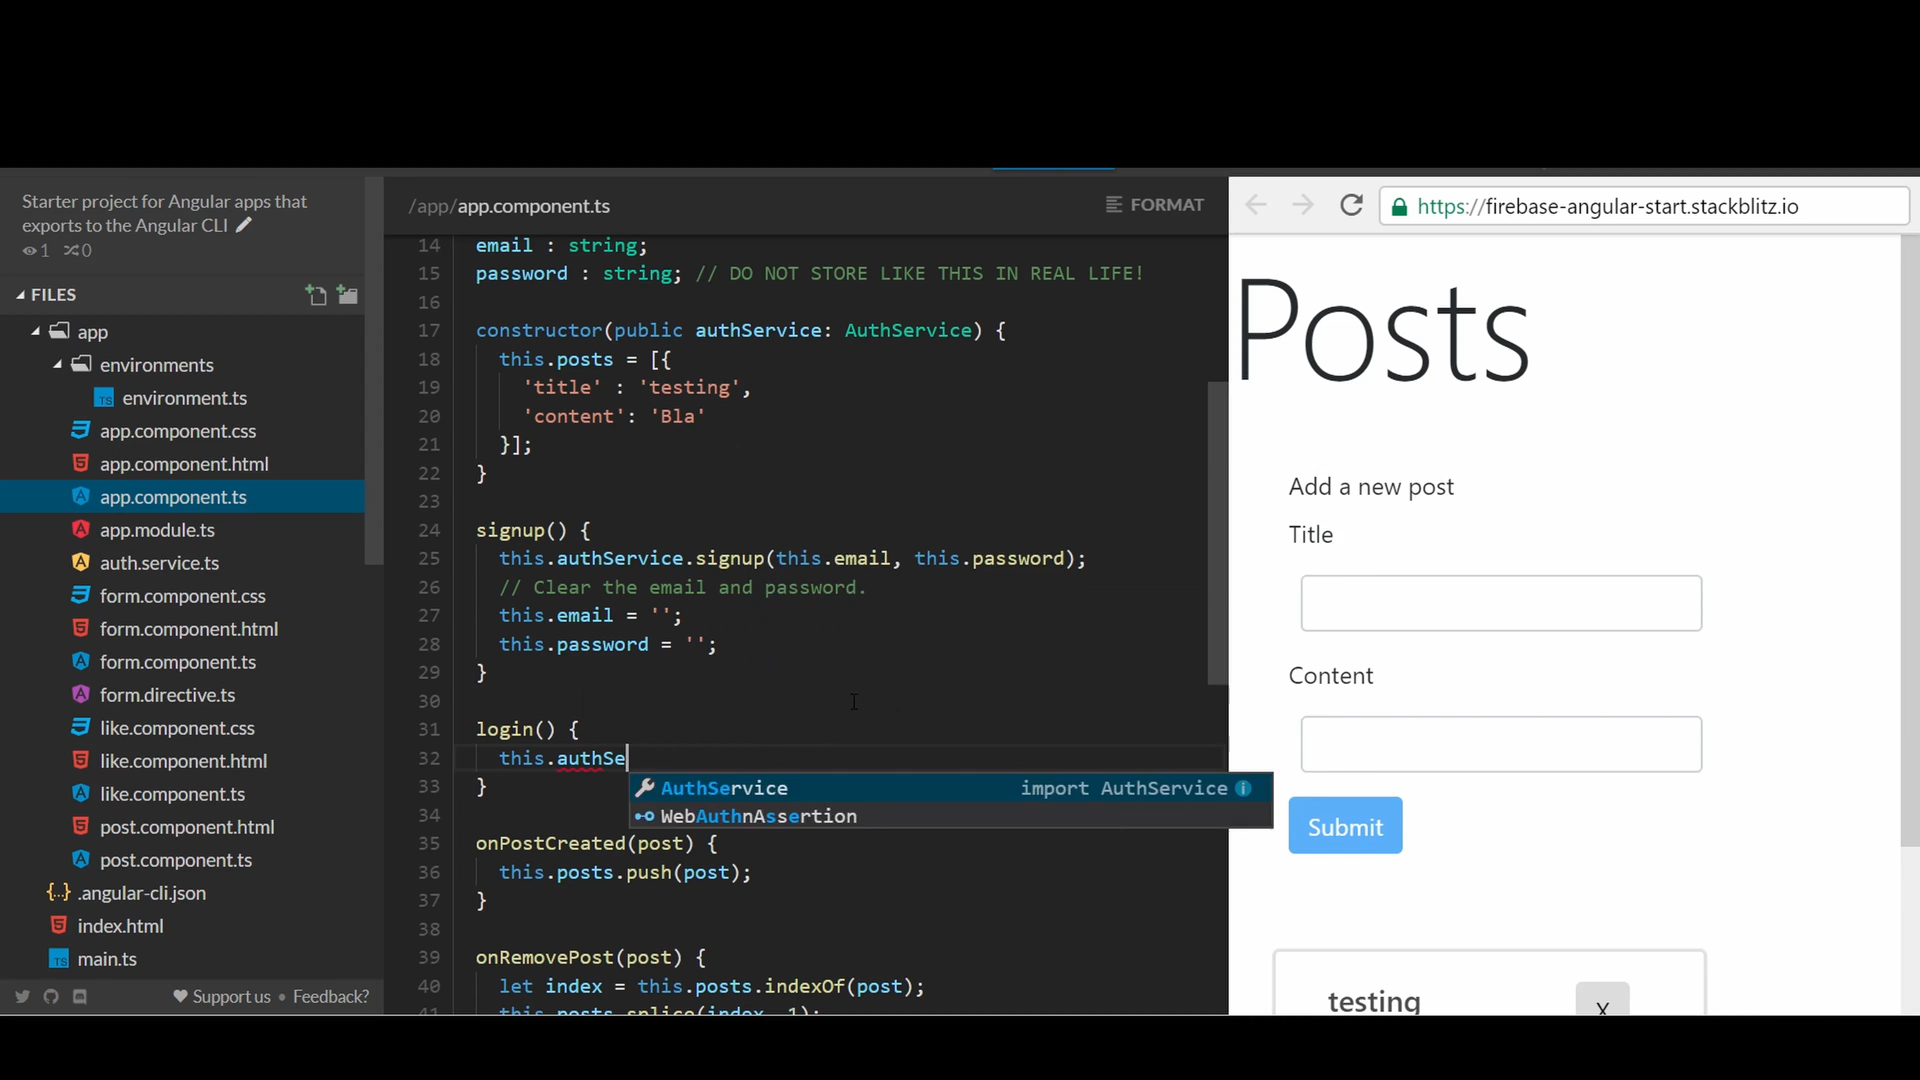 Starter project for Angular apps that
exports to the Angular CLI
1 0
FILES
app
environments
environment.ts
app.component.css
app.component.html
app.component.ts
app.module.ts
auth.service.ts
form.component.css
form.component.html
form.component.ts
form.directive.ts
like.component.css
like.component.html
like.component.ts
post.component.html
post.component.ts
.angular-cli.json
index.html
main.ts
Support us • Feedback?
/app/app.component.ts
FORMAT
14 email : string;
15 password : string; // DO NOT STORE LIKE THIS IN REAL LIFE!
16
17 constructor(public authService: AuthService) {
18 this.posts = [{
19 'title' : 'testing',
20 'content': 'Bla'
21 }];
22 }
23
24 signup() {
25 this.authService.signup(this.email, this.password);
26 // Clear the email and password.
27 this.email = '';
28 this.password = '';
29 }
30
31 login() {
32 this.authSe
AuthService import AuthService
WebAuthnAssertion
33 }
34
35 onPostCreated(post) {
36 this.posts.push(post);
37 }
38
39 onRemovePost(post) {
40 let index = this.posts.indexOf(post);
41 this.posts.splice(index, 1);
https://firebase-angular-start.stackblitz.io
Posts
Add a new post
Title
Content
Submit
testing
X